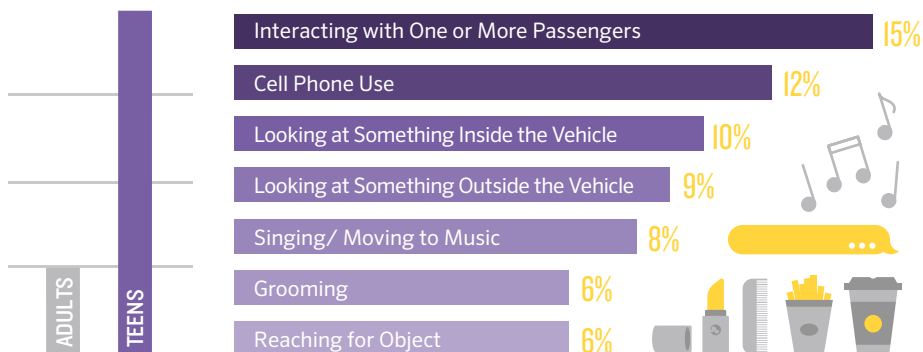 Interacting with One or More Passengers 15%
Cell Phone Use 12%
Looking at Something Inside the Vehicle 10%
Looking at Something Outside the Vehicle 9%
Singing/ Moving to Music 8%
Grooming 6%
Reaching for Object 6%
ADULTS
TEENS